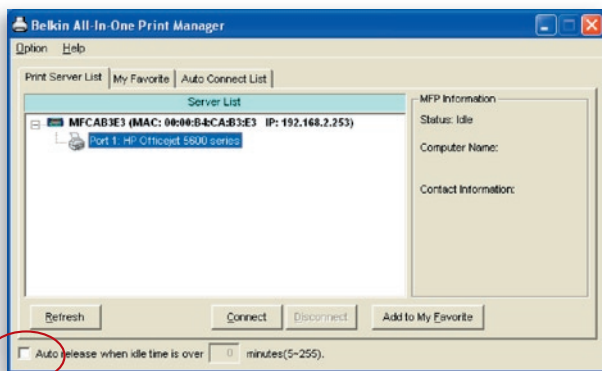 Belkin All-In-One Print Manager
Option Help
Print Server List My Favorite Auto Connect List
Server List
MFCAB3E3 (MAC: 00:00:B4:CA:B3:E3 IP: 192.168.2.253)
Port 1: HP Officejet 5600 series
MFP Information
Status: Idle
Computer Name:
Contact Information:
Refresh Connect Disconnect Add to My Favorite
Auto release when idle time is over 0 minutes(5~255).